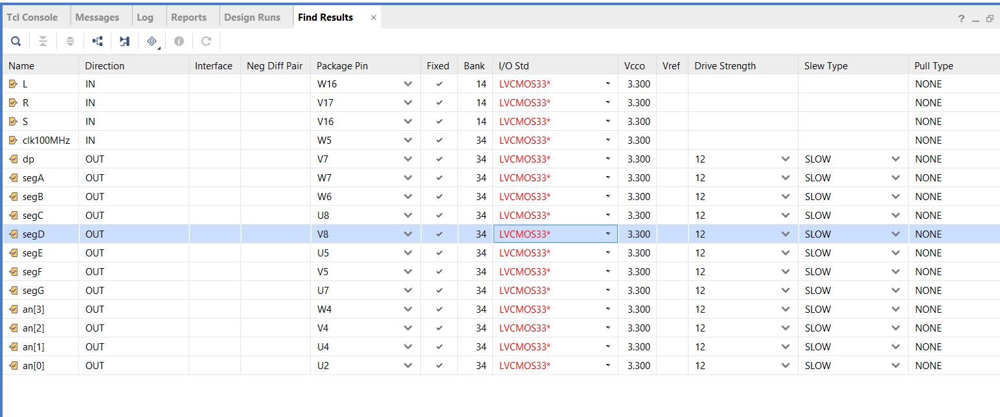 Tcl Console Messages Log Reports Design Runs Find Results × ?
Name Direction Interface Neg Diff Pair Package Pin Fixed Bank I/O Std Vcco Vref Drive Strength Slew Type Pull Type
L IN W16 14 LVCMOS33* 3.300 NONE
R IN V17 14 LVCMOS33* 3.300 NONE
S IN V16 14 LVCMOS33* 3.300 NONE
clk100MHz IN W5 34 LVCMOS33* 3.300 NONE
dp OUT V7 34 LVCMOS33* 3.300 12 SLOW NONE
segA OUT W7 34 LVCMOS33* 3.300 12 SLOW NONE
segB OUT W6 34 LVCMOS33* 3.300 12 SLOW NONE
segC OUT U8 34 LVCMOS33* 3.300 12 SLOW NONE
segD OUT V8 34 LVCMOS33* 3.300 12 SLOW NONE
segE OUT U5 34 LVCMOS33* 3.300 12 SLOW NONE
segF OUT V5 34 LVCMOS33* 3.300 12 SLOW NONE
segG OUT U7 34 LVCMOS33* 3.300 12 SLOW NONE
an[3] OUT W4 34 LVCMOS33* 3.300 12 SLOW NONE
an[2] OUT V4 34 LVCMOS33* 3.300 12 SLOW NONE
an[1] OUT U4 34 LVCMOS33* 3.300 12 SLOW NONE
an[0] OUT U2 34 LVCMOS33* 3.300 12 SLOW NONE